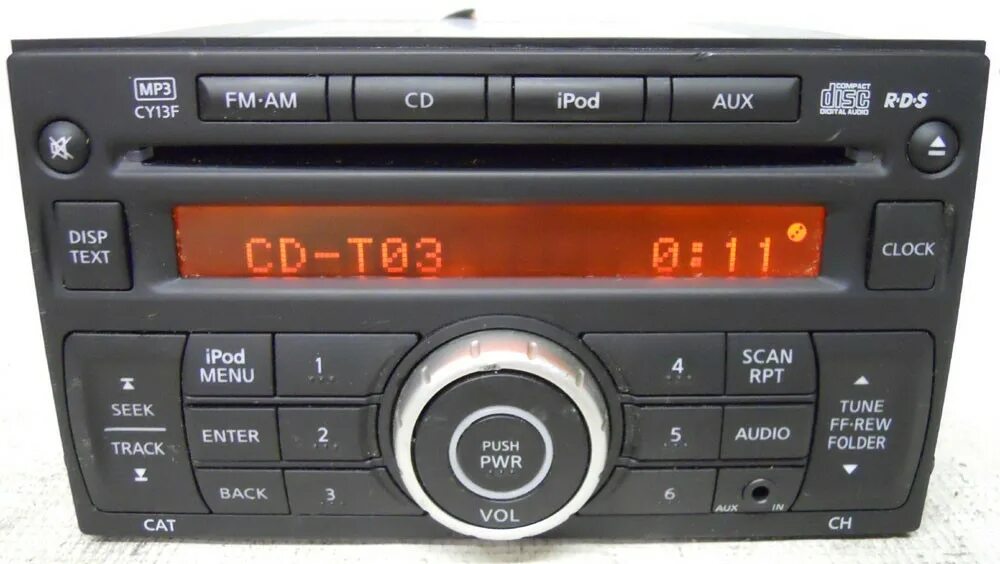 MP3
CY13F
FM·AM
CD
iPod
AUX
COMPACT
disc
DIGITAL AUDIO
R·D·S
DISP
TEXT
CD-T03
0:11
CLOCK
iPod
MENU
1
4
SCAN
RPT
SEEK
TRACK
ENTER
2
PUSH
PWR
5
AUDIO
TUNE
FF·REW
FOLDER
BACK
3
VOL
6
AUX
IN
CAT
CH